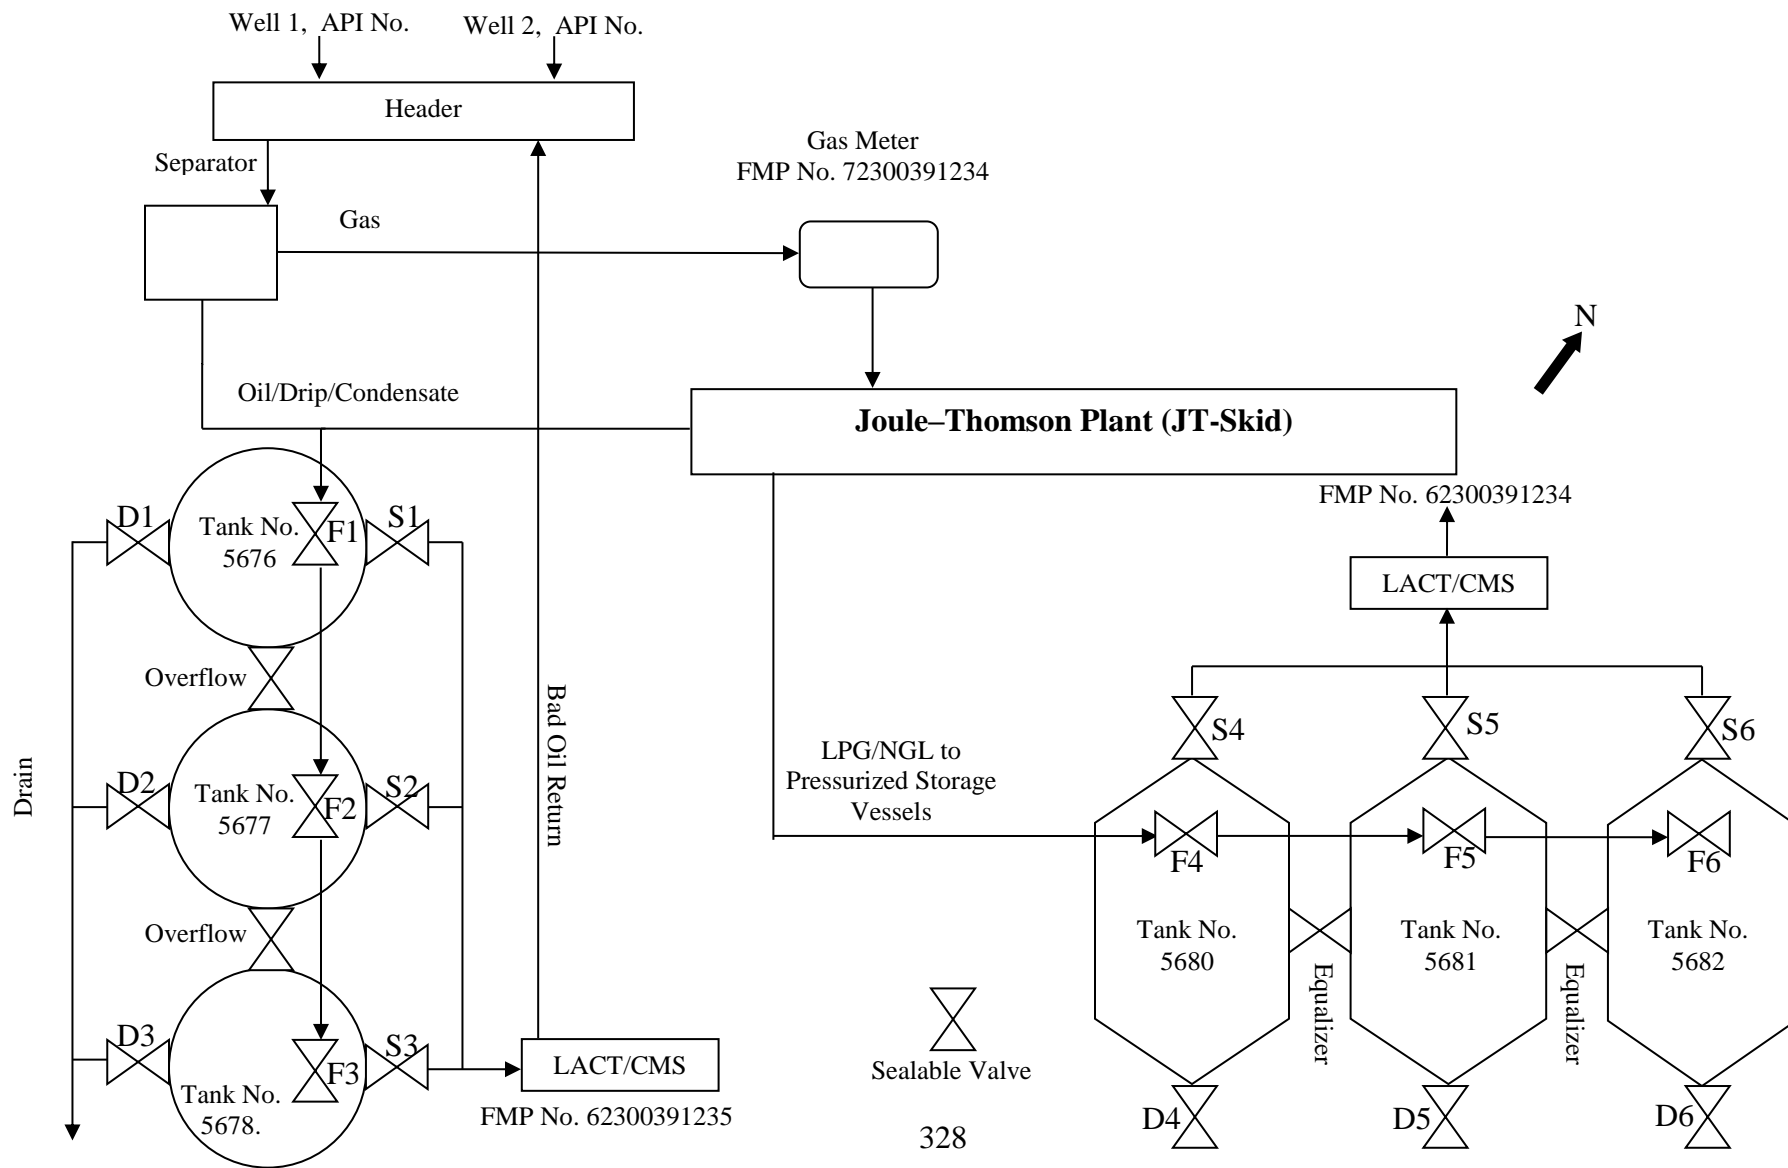 Well 1,  API No.
Well 2, API No.
Header
Separator
Gas Meter
FMP No. 72300391234
Gas
N
Oil/Drip/Condensate
Joule–Thomson Plant (JT-Skid)
FMP No. 62300391234
D1
Tank No.
5676
F1
S1
LACT/CMS
Overflow
Bad Oil Return
S4
S5
S6
LPG/NGL to
Pressurized Storage
Vessels
Drain
D2
Tank No.
5677
F2
S2
F4
F5
F6
Overflow
Tank No.
5680
Tank No.
5681
Tank No.
5682
Equalizer
Equalizer
D3
Tank No.
5678.
F3
S3
LACT/CMS
FMP No. 62300391235
Sealable Valve
D4
D5
D6
328